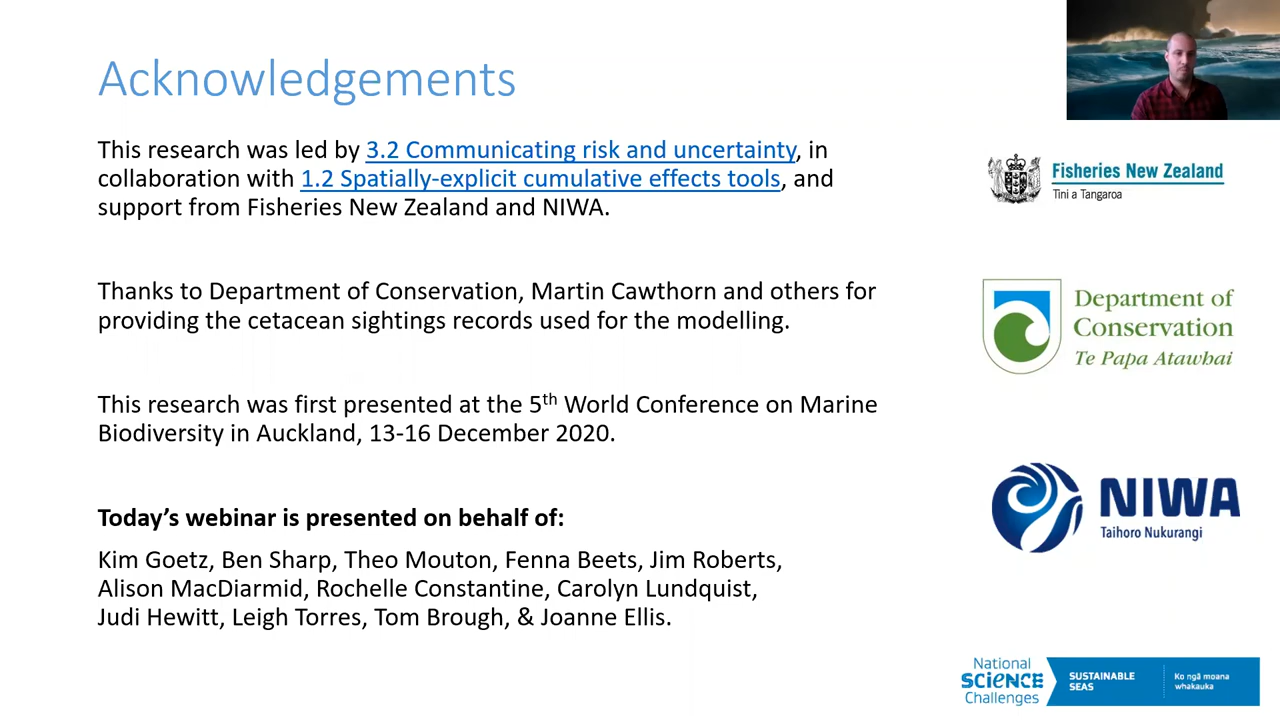 Acknowledgements
This research was led by 3.2 Communicating risk and uncertainty, in
collaboration with 1.2 Spatially-explicit cumulative effects tools, and
support from Fisheries New Zealand and NIWA.
Thanks to Department of Conservation, Martin Cawthorn and others for
providing the cetacean sightings records used for the modelling.
This research was first presented at the 5th World Conference on Marine
Biodiversity in Auckland, 13-16 December 2020.
Today's webinar is presented on behalf of:
Kim Goetz, Ben Sharp, Theo Mouton, Fenna Beets, Jim Roberts,
Alison MacDiarmid, Rochelle Constantine, Carolyn Lundquist,
Judi Hewitt, Leigh Torres, Tom Brough, & Joanne Ellis.
Fisheries New Zealand
Tini a Tangaroa
Department of
Conservation
Te Papa Atawhai
NIWA
Taihoro Nukurangi
National
SCIENCE
Challenges
SUSTAINABLE
SEAS
Ko ngā moana
whakauka